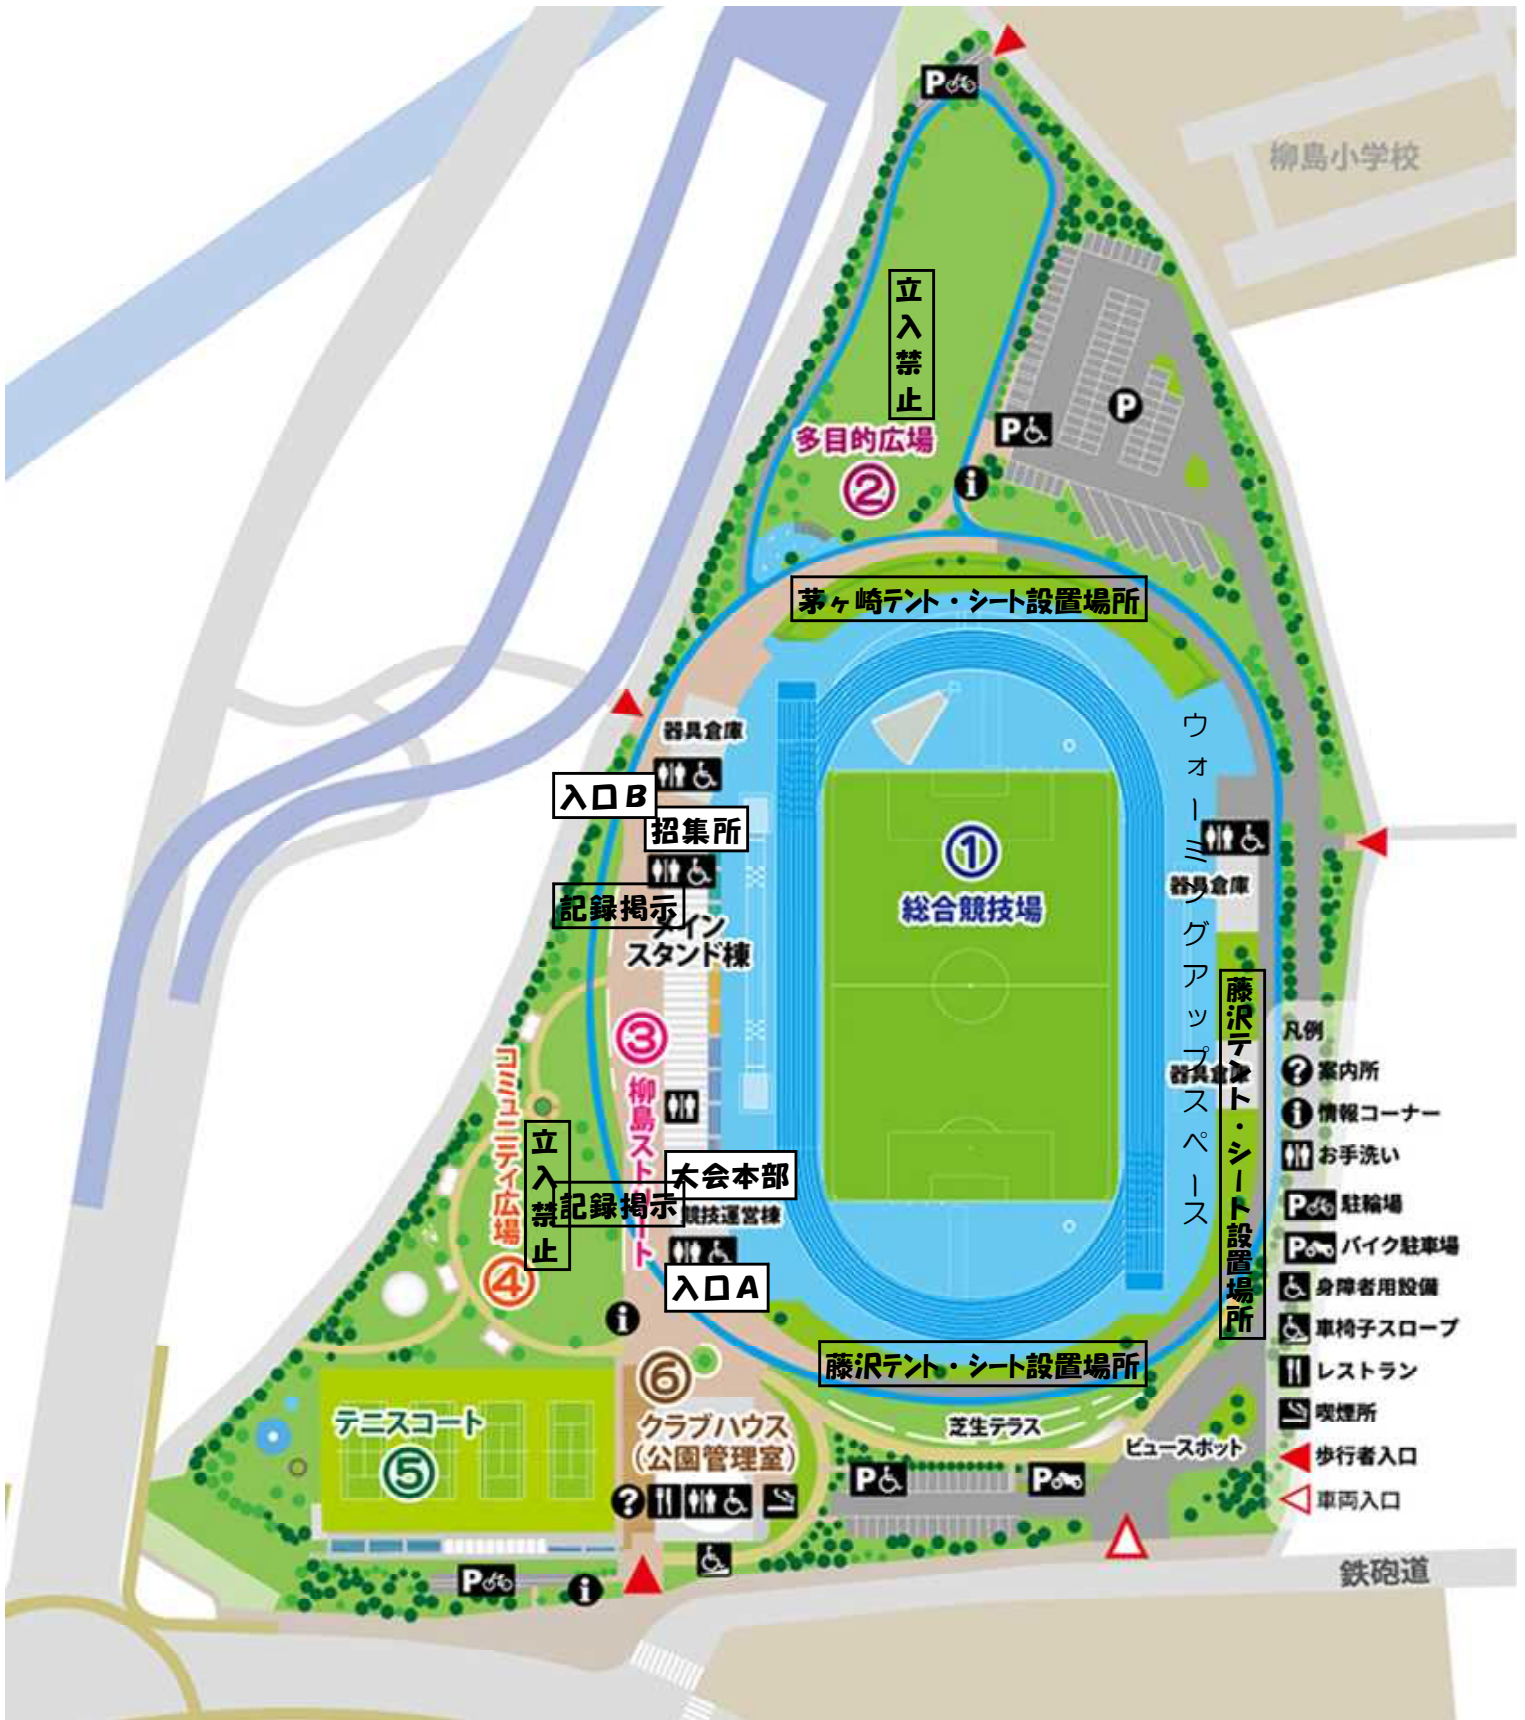 P
柳島小学校
立入禁止
P
P
多目的広場
②
i
茅ヶ崎テント・シート設置場所
器具倉庫
入口B
招集所
ウォーミングアップスペース
①
総合競技場
器具倉庫
記録掲示
メイン
スタンド棟
③
柳島ストリート
コミュニティ広場
④
立入禁止
器具倉庫
藤沢テント・シート設置場所
大会本部
記録掲示
競技運営棟
入口A
i
藤沢テント・シート設置場所
⑥
クラブハウス
(公園管理室)
テニスコート
⑤
芝生テラス
ビュースポット
P
P
?
P
i
凡例
? 案内所
i 情報コーナー
お手洗い
P 駐輪場
P バイク駐車場
身障者用設備
車椅子スロープ
レストラン
喫煙所
歩行者入口
車両入口
鉄砲道